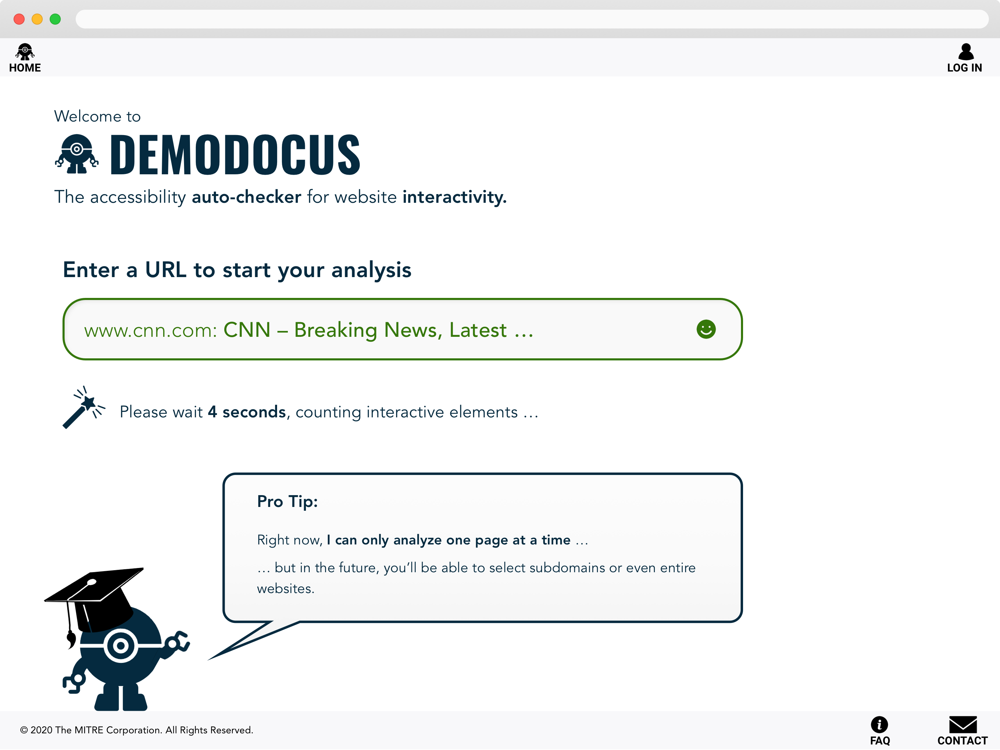 HOME
LOG IN
Welcome to
DEMODOCUS
The accessibility auto-checker for website interactivity.
Enter a URL to start your analysis
www.cnn.com: CNN – Breaking News, Latest …
Please wait 4 seconds, counting interactive elements …
Pro Tip:
Right now, I can only analyze one page at a time …
… but in the future, you’ll be able to select subdomains or even entire
websites.
© 2020 The MITRE Corporation. All Rights Reserved.
FAQ
CONTACT